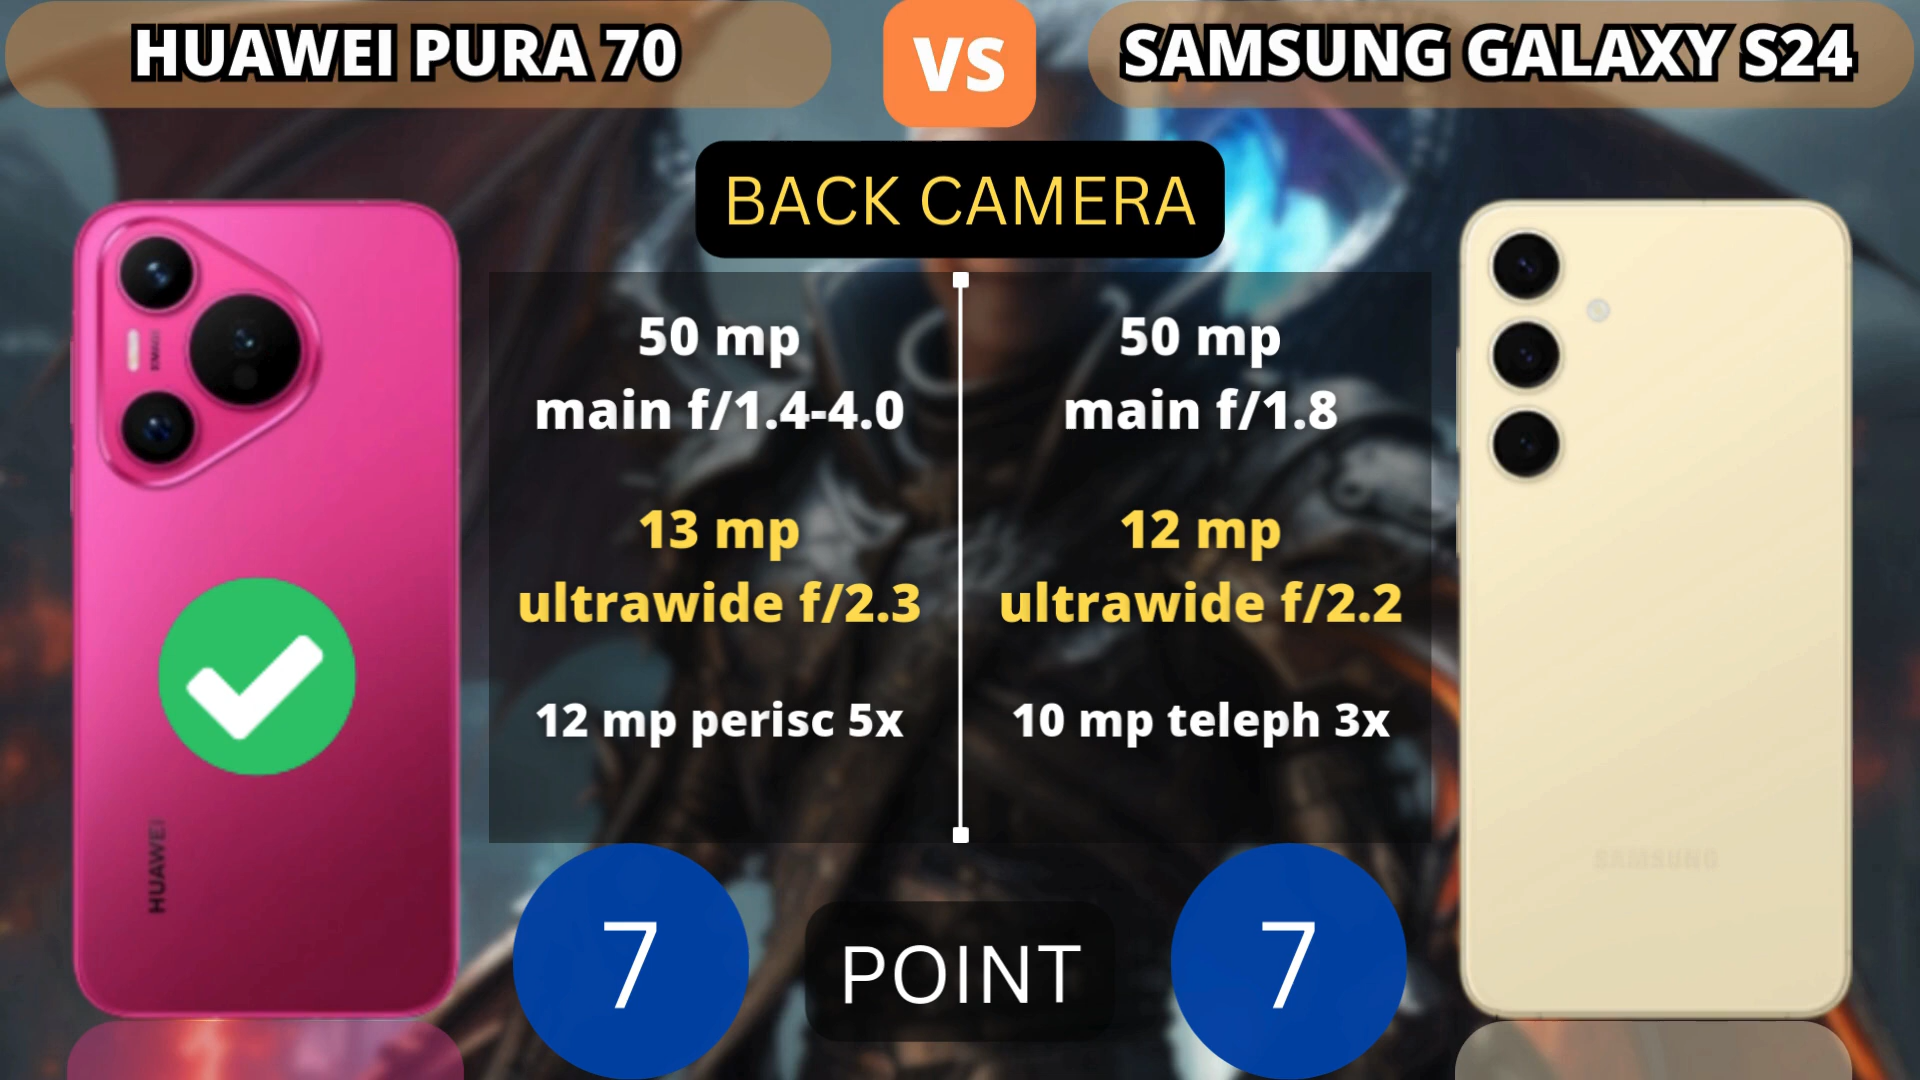 HUAWEI PURA 70
VS
SAMSUNG GALAXY S24
BACK CAMERA
50 mp
main f/1.4-4.0
13 mp
ultrawide f/2.3
12 mp perisc 5x
50 mp
main f/1.8
12 mp
ultrawide f/2.2
10 mp teleph 3x
HUAWEI
SAMSUNG
7
POINT
7